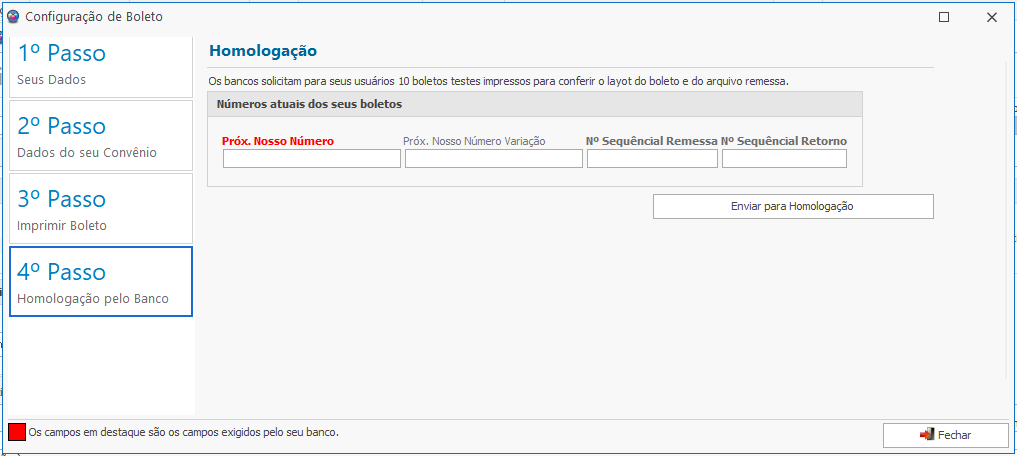 Configuração de Boleto
1º Passo
Seus Dados
2º Passo
Dados do seu Convênio
3º Passo
Imprimir Boleto
4º Passo
Homologação pelo Banco
Homologação
Os bancos solicitam para seus usuários 10 boletos testes impressos para conferir o layot do boleto e do arquivo remessa.
Números atuais dos seus boletos
Próx. Nosso Número Próx. Nosso Número Variação Nº Sequêncial Remessa Nº Sequêncial Retorno
Enviar para Homologação
Os campos em destaque são os campos exigidos pelo seu banco.
Fechar